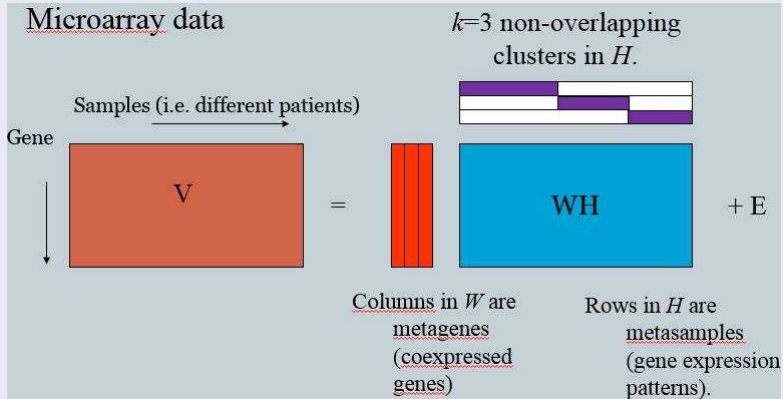 Microarray data
k=3 non-overlapping
clusters in H.
Samples (i.e. different patients)
Gene
V
=
WH
+ E
Columns in W are
metagenes
(coexpressed
genes)
Rows in H are
metasamples
(gene expression
patterns).